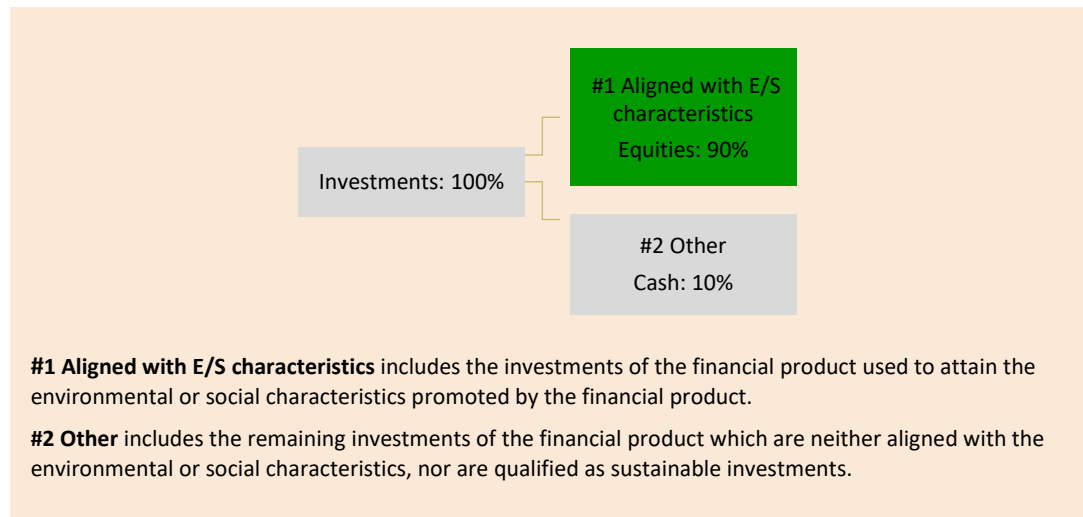 #1 Aligned with E/S
characteristics
Equities: 90%
Investments: 100%
#2 Other
Cash: 10%
#1 Aligned with E/S characteristics includes the investments of the financial product used to attain the
environmental or social characteristics promoted by the financial product.
#2 Other includes the remaining investments of the financial product which are neither aligned with the
environmental or social characteristics, nor are qualified as sustainable investments.